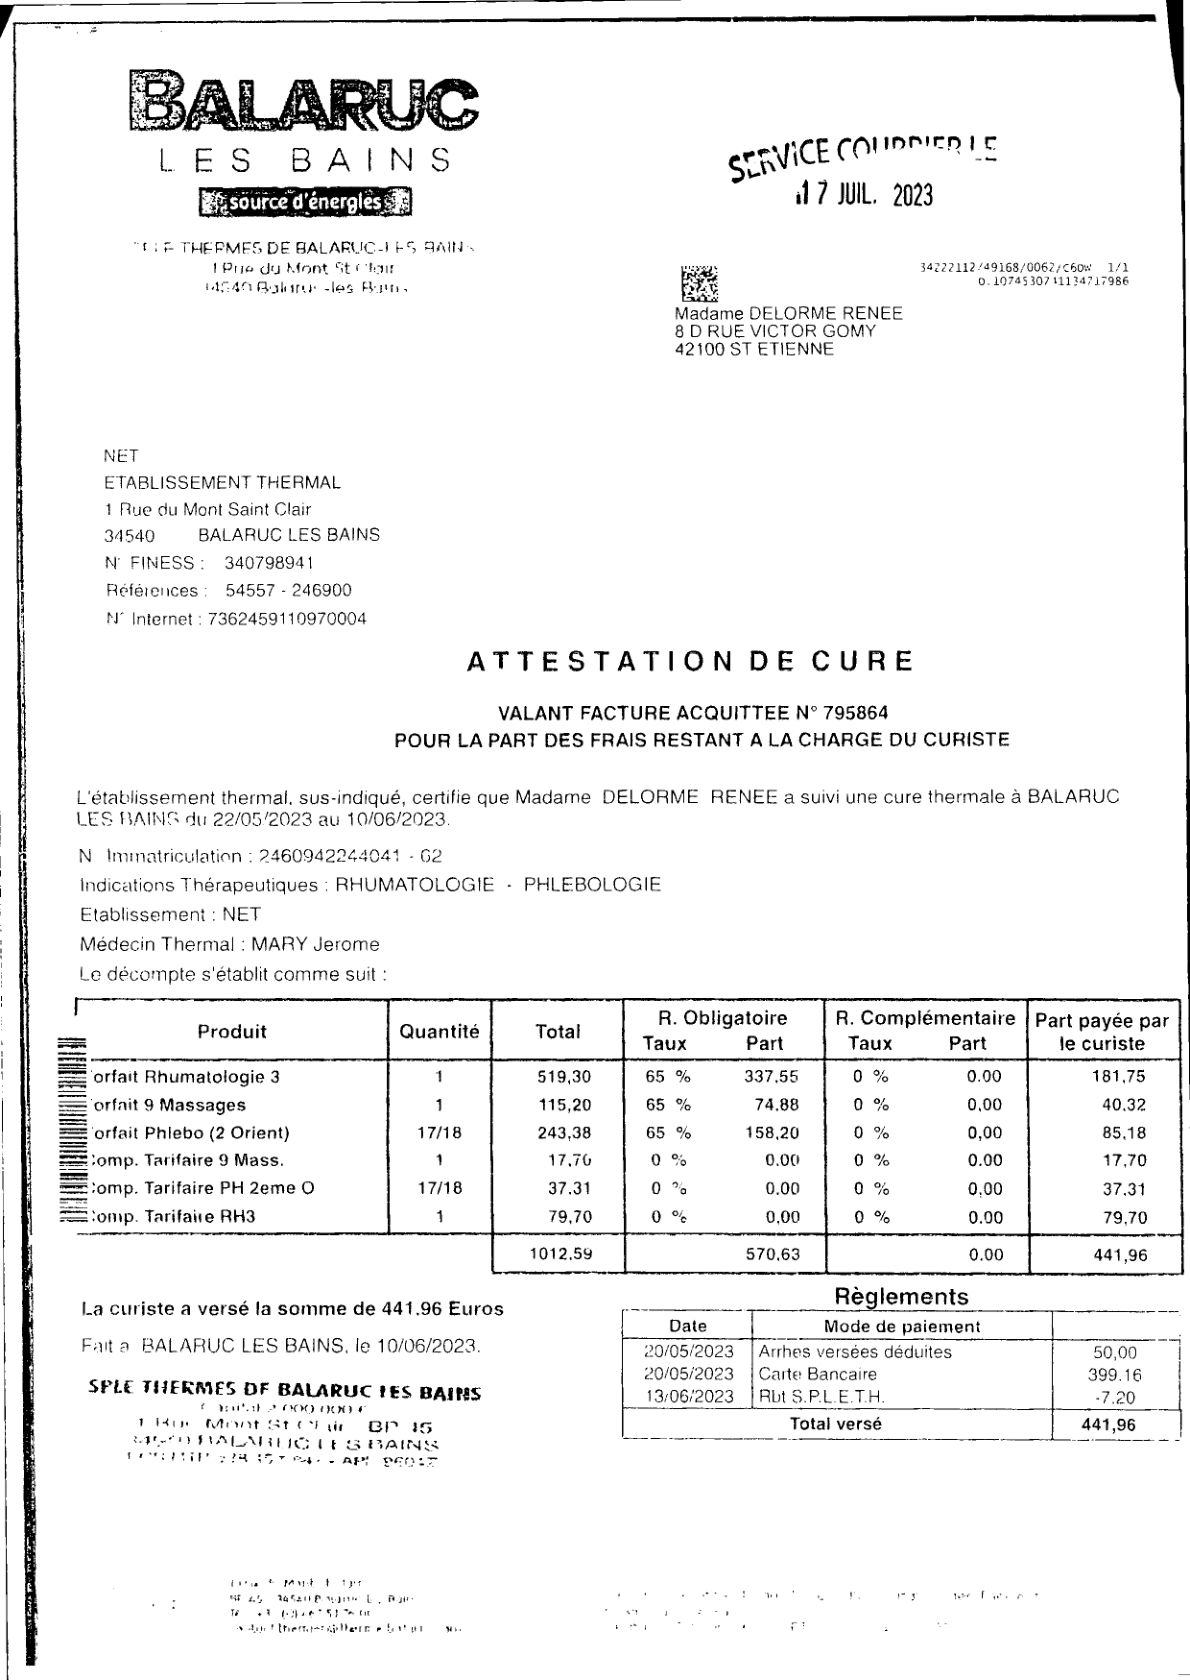 BALARUC
LES BAINS
source d'énergies
SERVICE COURRIER LE
17 JUIL. 2023
THERMES DE BALARUC-LES BAINS
1 Rue du Mont St Clair
34540 Balaruc-les Bains
34222112/49168/0062/C60W 1/1
0.1074530711134717986
Madame DELORME RENEE
8 D RUE VICTOR GOMY
42100 ST ETIENNE
NET
ETABLISSEMENT THERMAL
1 Rue du Mont Saint Clair
34540 BALARUC LES BAINS
N° FINESS : 340798941
Références : 54557 - 246900
N° Internet : 7362459110970004
ATTESTATION DE CURE
VALANT FACTURE ACQUITTEE N° 795864
POUR LA PART DES FRAIS RESTANT A LA CHARGE DU CURISTE
L'établissement thermal, sus-indiqué, certifie que Madame DELORME RENEE a suivi une cure thermale à BALARUC
LES BAINS du 22/05/2023 au 10/06/2023.
N Immatriculation : 2460942244041 - 62
Indications Thérapeutiques : RHUMATOLOGIE - PHLEBOLOGIE
Etablissement : NET
Médecin Thermal : MARY Jerome
Le décompte s'établit comme suit :
Produit Quantité Total R. Obligatoire R. Complémentaire Part payée par
Taux Part Taux Part le curiste
orfait Rhumatologie 3 1 519,30 65 % 337,55 0 % 0.00 181,75
orfait 9 Massages 1 115,20 65 % 74.88 0 % 0,00 40,32
orfait Phlebo (2 Orient) 17/18 243,38 65 % 158,20 0 % 0,00 85,18
omp. Tarifaire 9 Mass. 1 17,70 0 % 0.00 0 % 0.00 17,70
omp. Tarifaire PH 2eme O 17/18 37.31 0 % 0.00 0 % 0,00 37.31
omp. Tarifaire RH3 1 79,70 0 % 0,00 0 % 0.00 79,70
1012.59 570,63 0.00 441,96
La curiste a versé la somme de 441.96 Euros
Fait a BALARUC LES BAINS, le 10/06/2023.
Règlements
Date Mode de paiement
20/05/2023 Arrhes versées déduites 50,00
20/05/2023 Carte Bancaire 399.16
13/06/2023 Rbt S.P.L.E.T.H. -7,20
Total versé 441,96
SPLE THERMES DE BALARUC LES BAINS
1 Rue Mont St Clair BP 45
34540 BALARUC LES BAINS